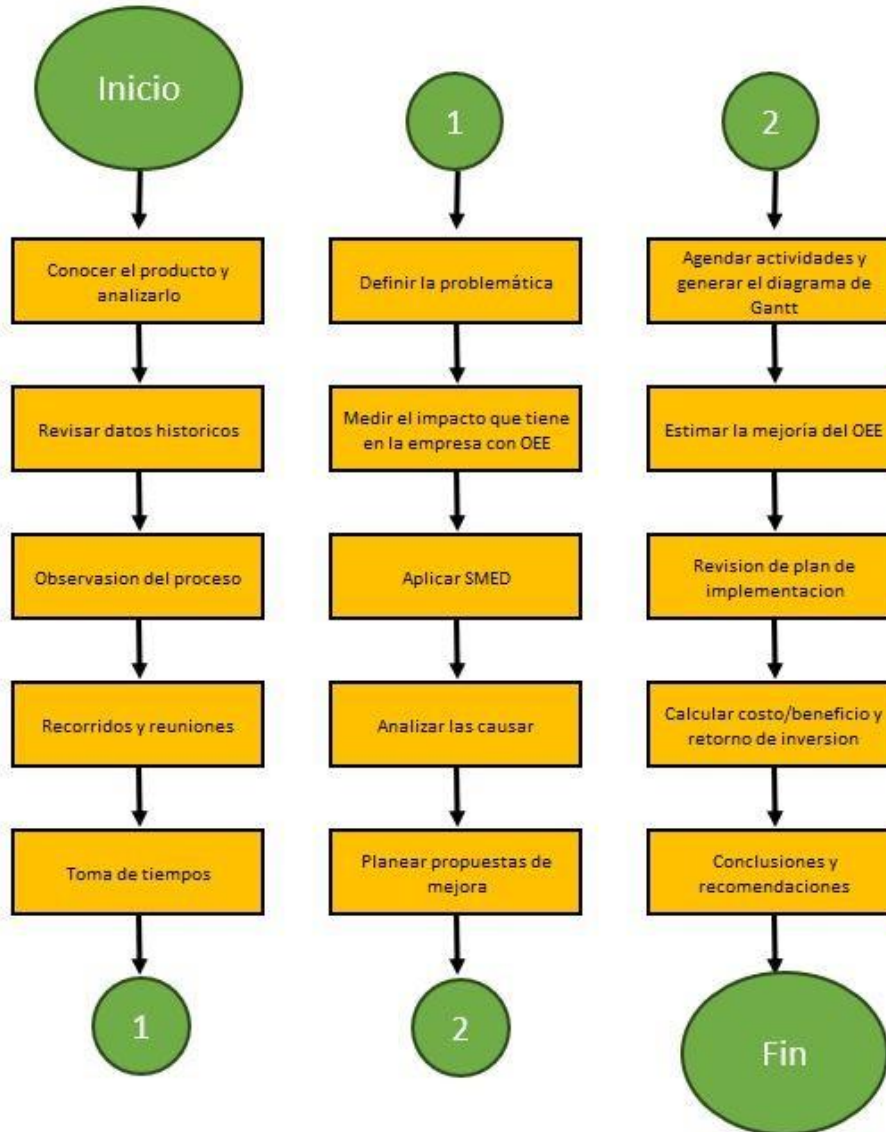 Inicio
Conocer el producto y
analizarlo
Revisar datos historicos
Observasion del proceso
Recorridos y reuniones
Toma de tiempos
1
1
Definir la problemática
Medir el impacto que tiene
en la empresa con OEE
Aplicar SMED
Analizar las causar
Planear propuestas de
mejora
2
2
Agendar actividades y
generar el diagrama de
Gantt
Estimar la mejoría del OEE
Revision de plan de
implementacion
Calcular costo/beneficio y
retorno de inversion
Conclusiones y
recomendaciones
Fin